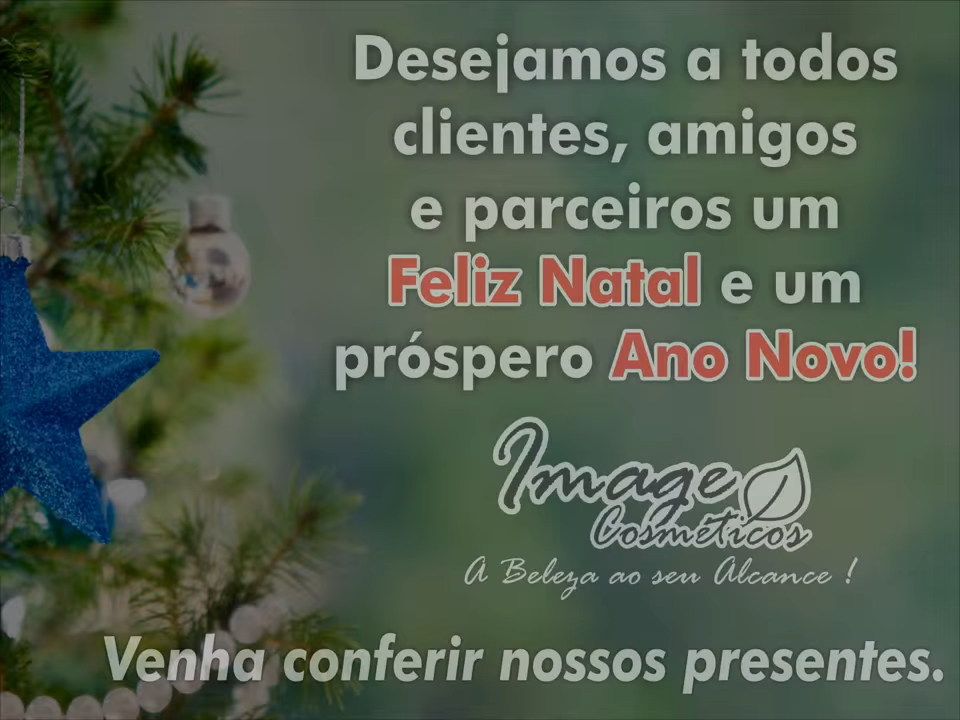 Desejamos a todos
clientes, amigos
e parceiros um
Feliz Natal e um
próspero Ano Novo!
Image
Cosméticos
A Beleza ao seu Alcance !
Venha conferir nossos presentes.